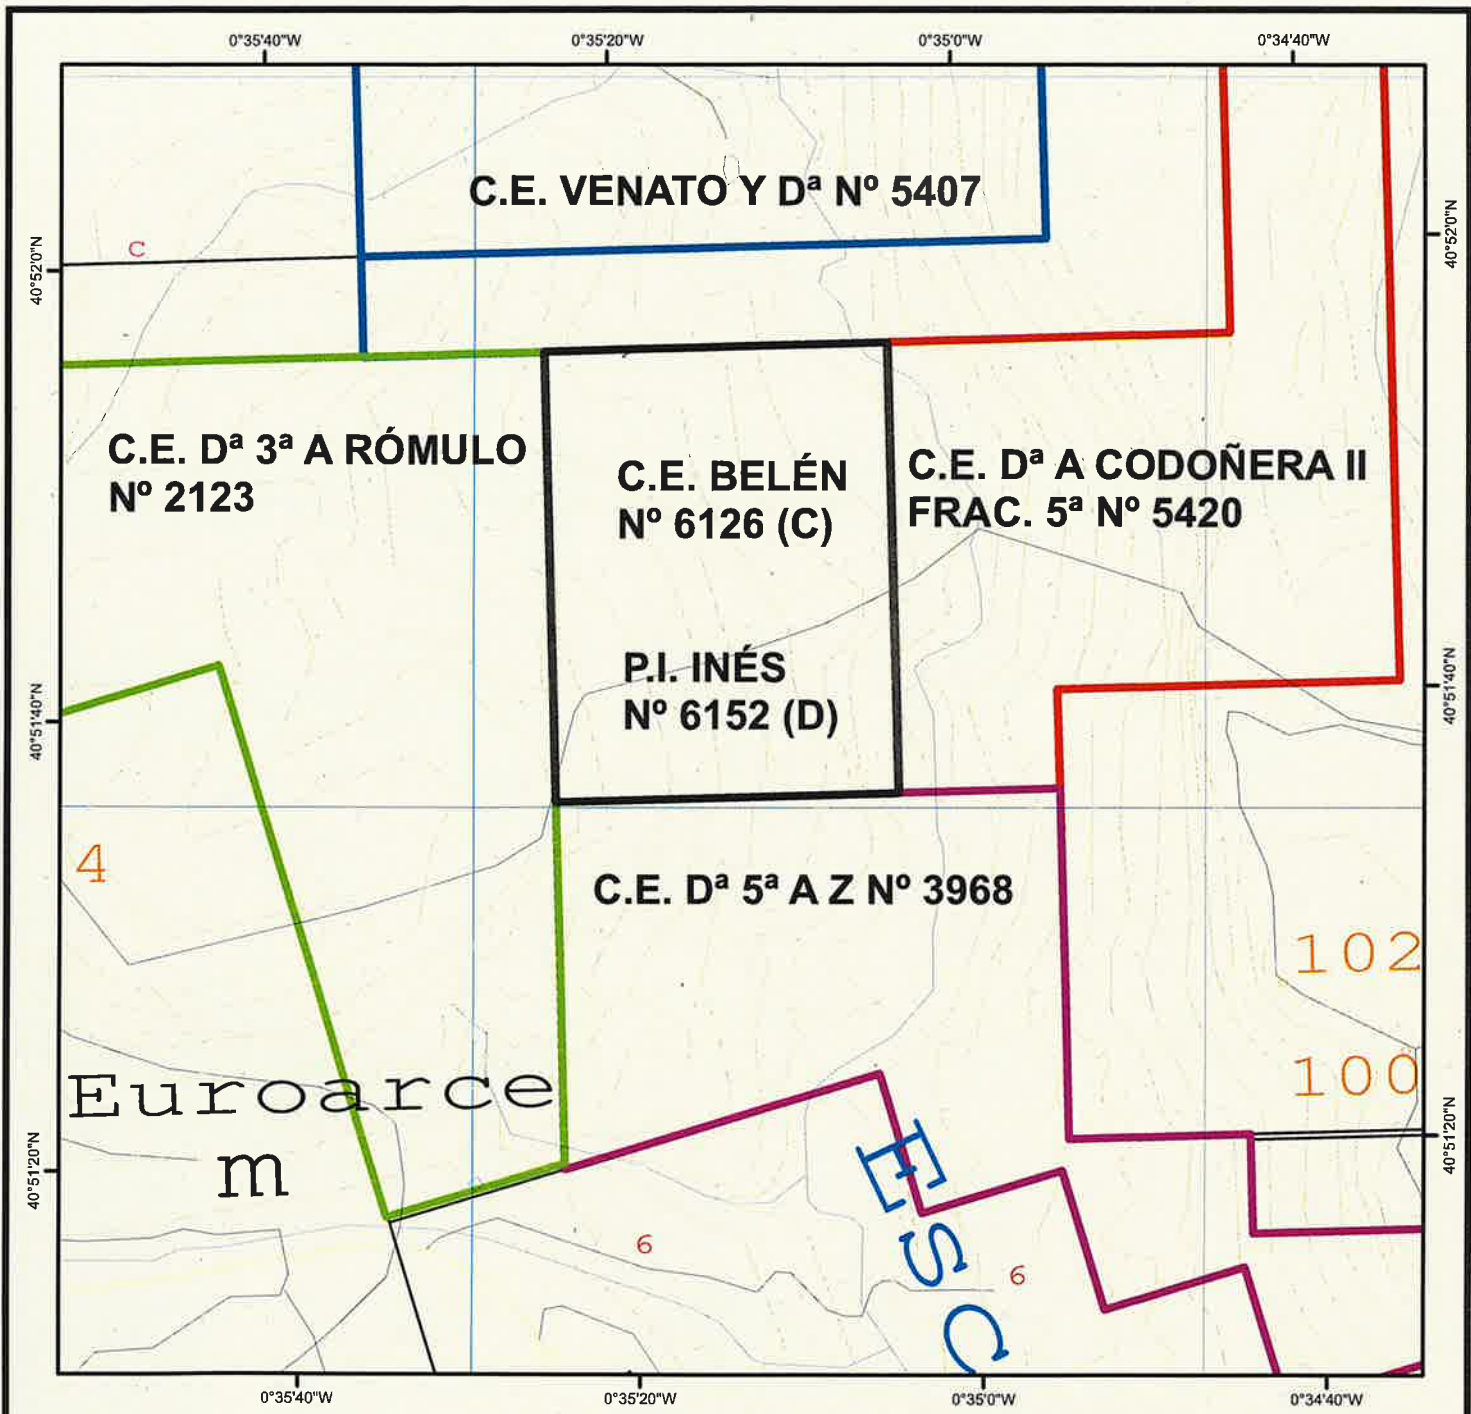 0°35'40"W
0°35'20"W
0°35'0"W
0°34'40"W
C.E. VENATO Y Dª Nº 5407
C
40°52'0"N
40°52'0"N
C.E. Dª 3ª A RÓMULO
Nº 2123
C.E. BELÉN
Nº 6126 (C)
C.E. Dª A CODOÑERA II
FRAC. 5ª Nº 5420
P.I. INÉS
Nº 6152 (D)
40°51'40"N
40°51'40"N
4
C.E. Dª 5ª A Z Nº 3968
102
100
Euroarce
m
40°51'20"N
40°51'20"N
ESC
6
6
0°35'40"W
0°35'20"W
0°35'0"W
0°34'40"W